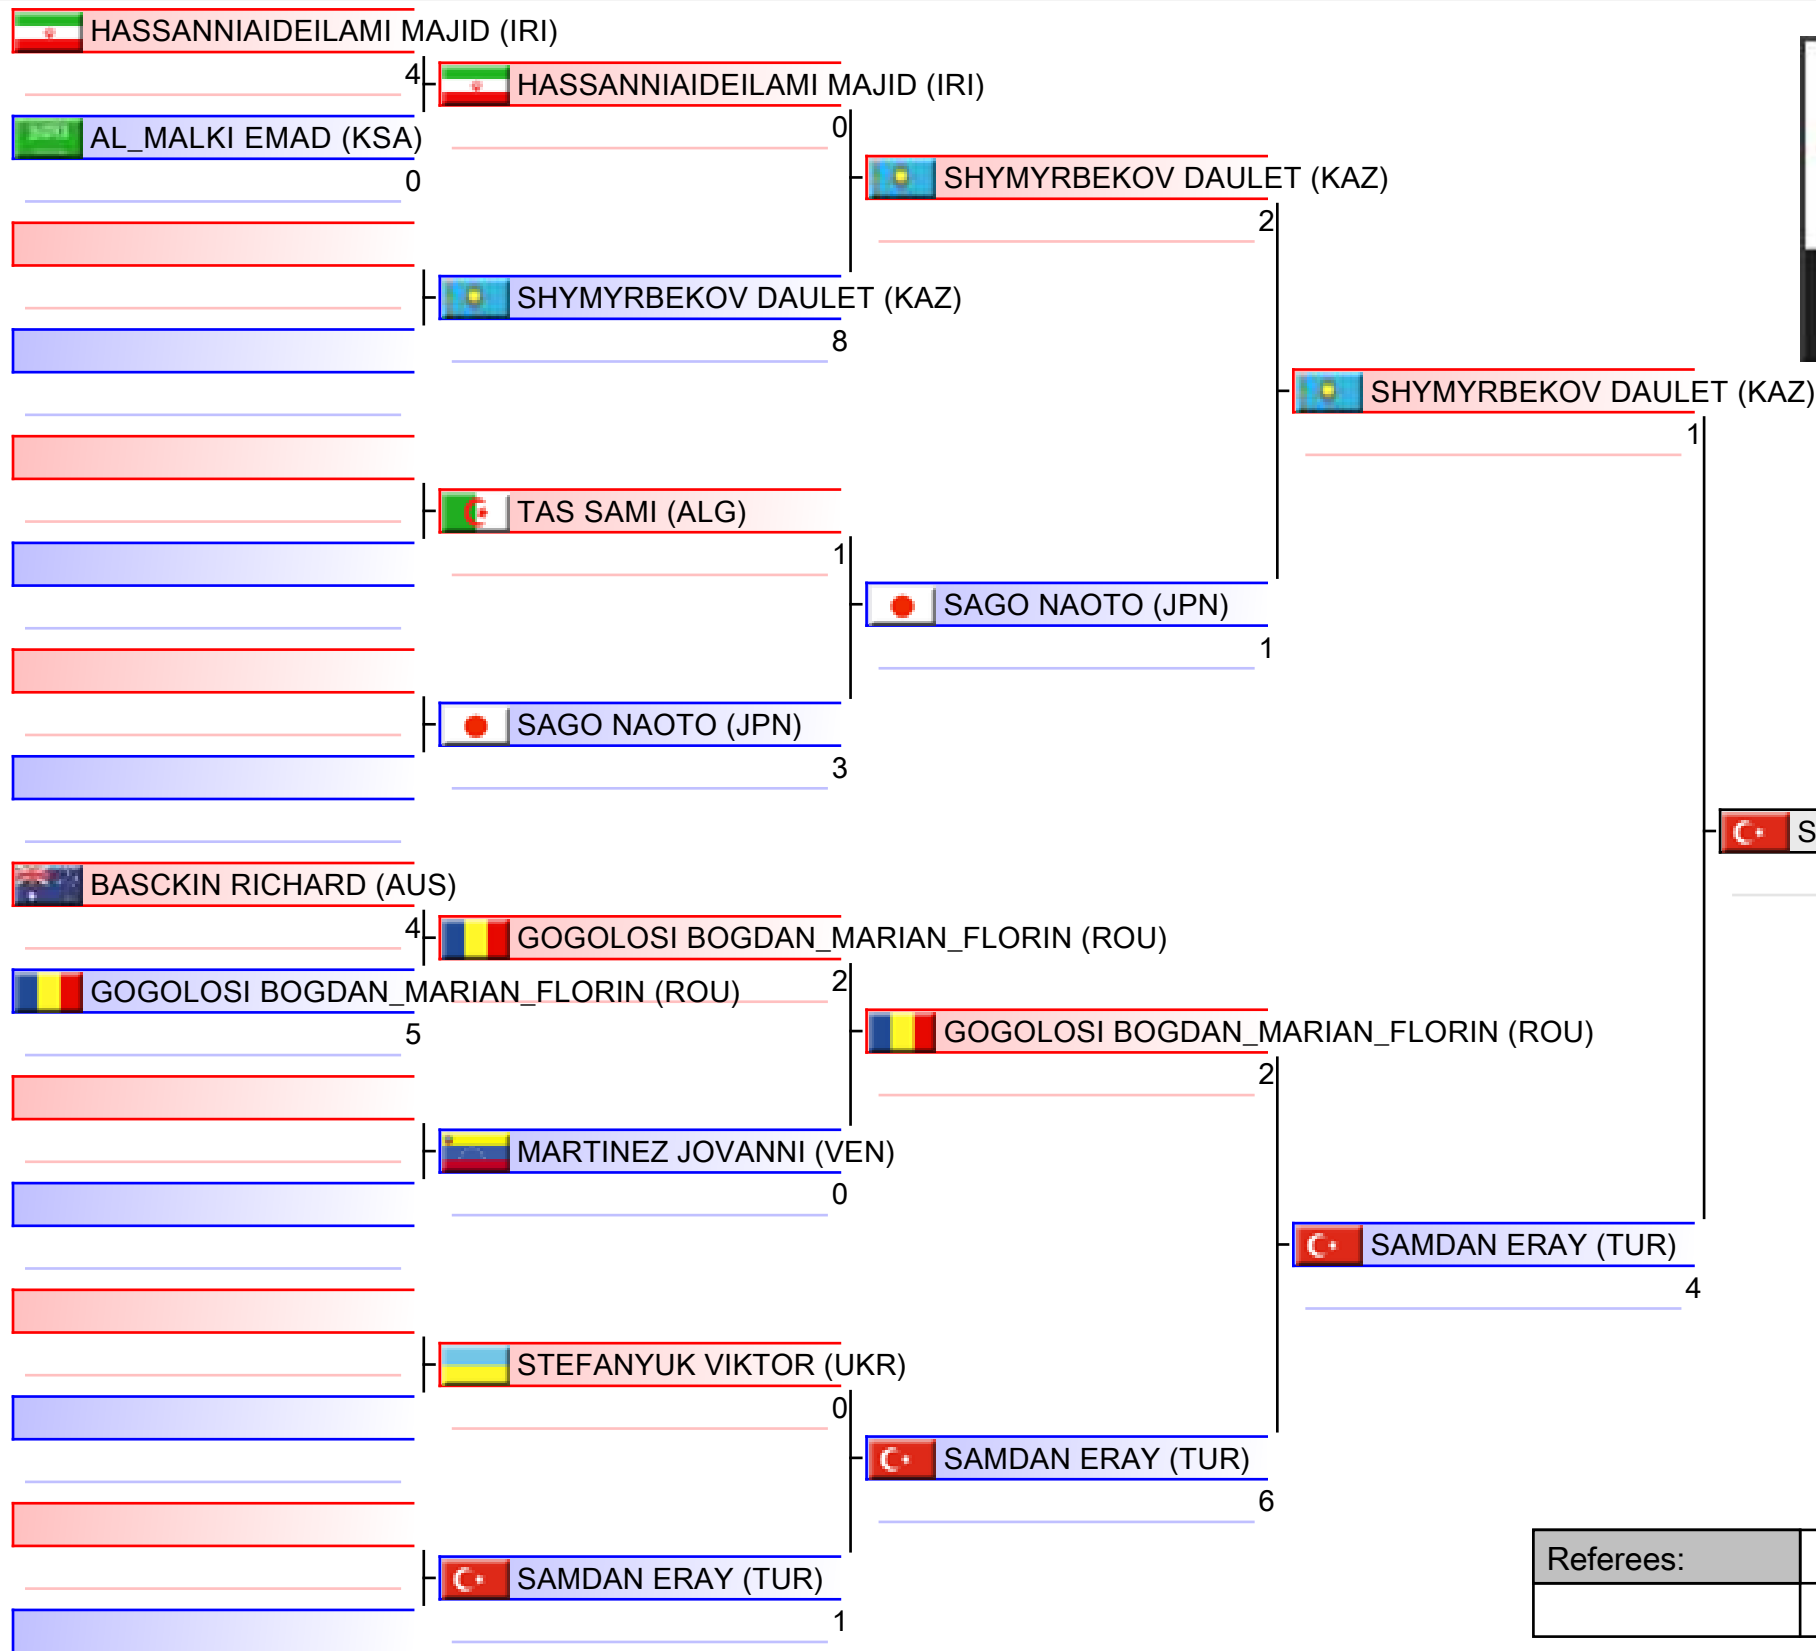 HASSANNIAIDEILAMI MAJID (IRI)
4
HASSANNIAIDEILAMI MAJID (IRI)
0
AL_MALKI EMAD (KSA)
0
SHYMYRBEKOV DAULET (KAZ)
2
SHYMYRBEKOV DAULET (KAZ)
8
SHYMYRBEKOV DAULET (KAZ)
1
TAS SAMI (ALG)
1
SAGO NAOTO (JPN)
1
SAGO NAOTO (JPN)
3
S
BASCKIN RICHARD (AUS)
4
GOGOLOSI BOGDAN_MARIAN_FLORIN (ROU)
2
GOGOLOSI BOGDAN_MARIAN_FLORIN (ROU)
5
GOGOLOSI BOGDAN_MARIAN_FLORIN (ROU)
2
MARTINEZ JOVANNI (VEN)
0
SAMDAN ERAY (TUR)
4
STEFANYUK VIKTOR (UKR)
0
SAMDAN ERAY (TUR)
6
SAMDAN ERAY (TUR)
1
Referees: